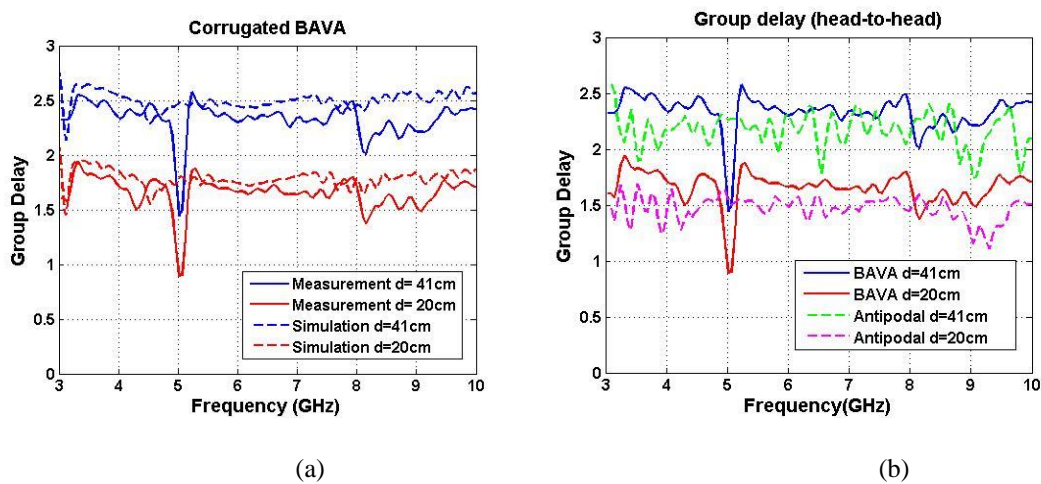 Corrugated BAVA
3
2.5
2
1.5
1
0.5
0
Group Delay
Measurement d= 41cm
Measurement d= 20cm
Simulation d=41cm
Simulation d=20cm
3 4 5 6 7 8 9 10
Frequency (GHz)
(a)
Group delay (head-to-head)
3
2.5
2
1.5
1
0.5
0
Group Delay
BAVA d=41cm
BAVA d=20cm
Antipodal d=41cm
Antipodal d=20cm
3 4 5 6 7 8 9 10
Frequency(GHz)
(b)